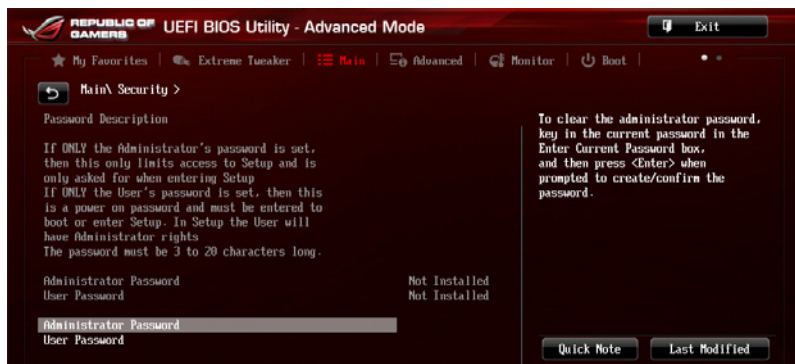 REPUBLIC OF GAMERS UEFI BIOS Utility - Advanced Mode
Exit
My Favorites | Extreme Tweaker | Main | Advanced | Monitor | Boot |
Main\ Security >
Password Description
If ONLY the Administrator's password is set,
then this only limits access to Setup and is
only asked for when entering Setup
If ONLY the User's password is set, then this
is a power on password and must be entered to
boot or enter Setup. In Setup the User will
have Administrator rights
The password must be 3 to 20 characters long.
Administrator Password Not Installed
User Password Not Installed
Administrator Password
User Password
To clear the administrator password,
key in the current password in the
Enter Current Password box,
and then press <Enter> when
prompted to create/confirm the
password.
Quick Note
Last Modified